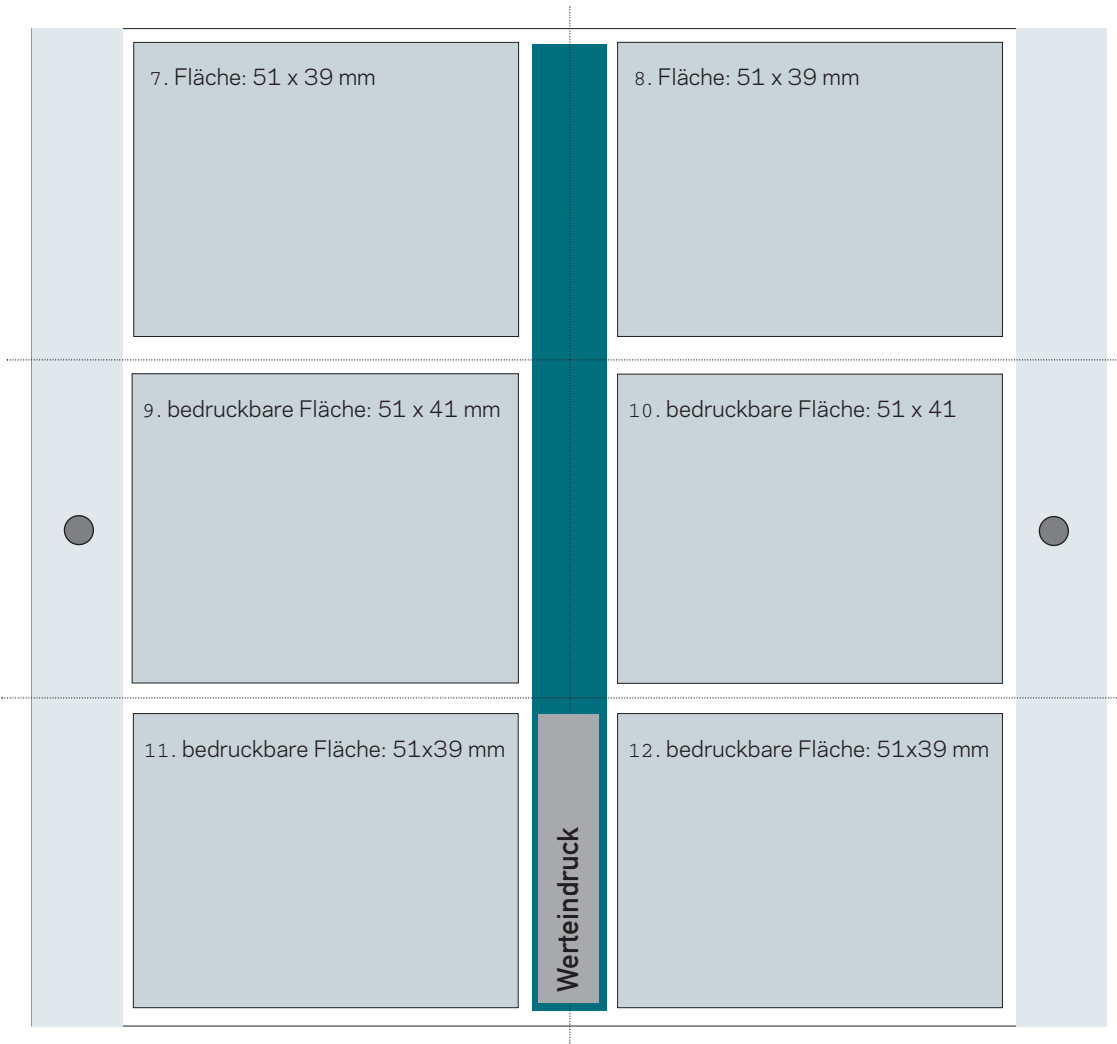 7. Fläche: 51 x 39 mm
8. Fläche: 51 x 39 mm
9. bedruckbare Fläche: 51 x 41 mm
10. bedruckbare Fläche: 51 x 41
11. bedruckbare Fläche: 51x39 mm
12. bedruckbare Fläche: 51x39 mm
Werteindruck